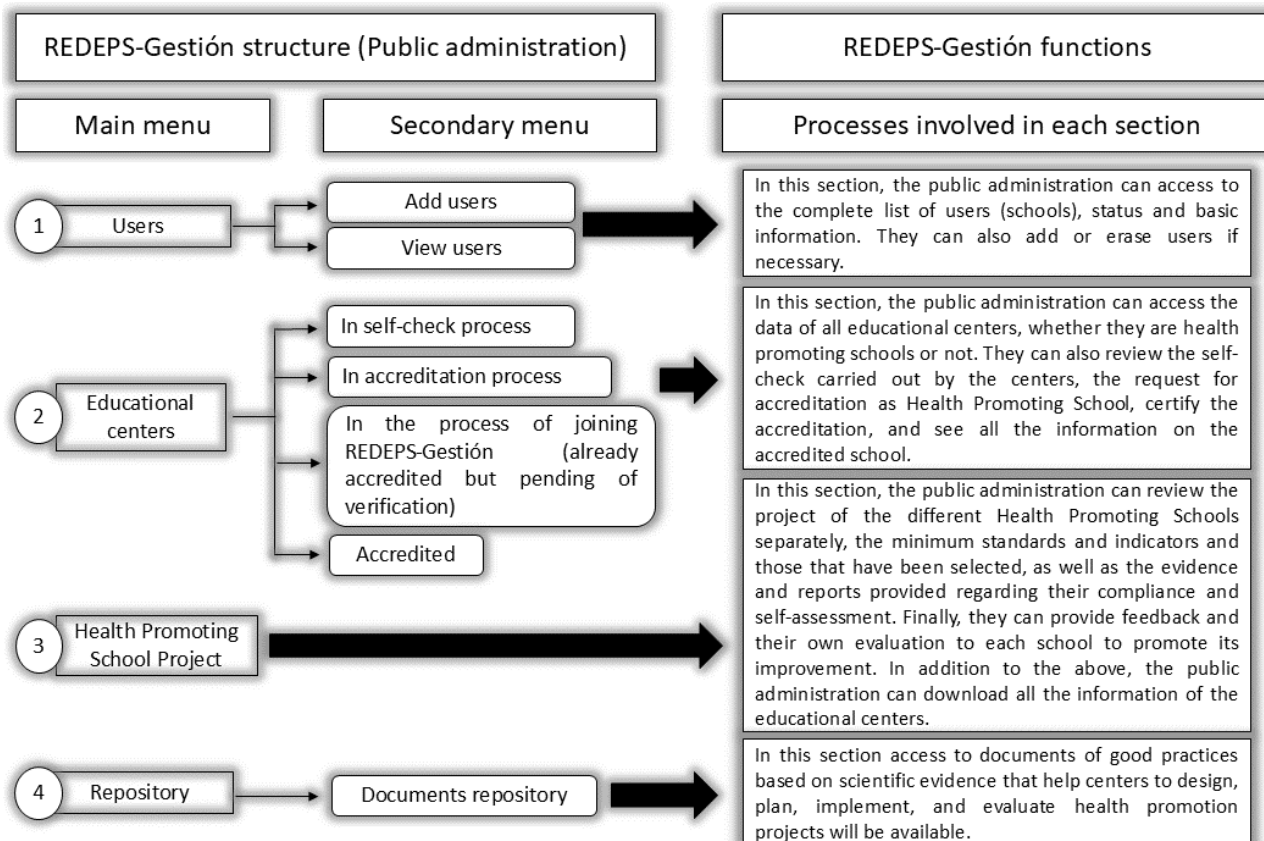 REDEPS-Gestión structure (Public administration)
REDEPS-Gestión functions
Main menu
Secondary menu
Processes involved in each section
1
Users
Add users
View users
In this section, the public administration can access to
the complete list of users (schools), status and basic
information. They can also add or erase users if
necessary.
2
Educational
centers
In self-check process
In accreditation process
In the process of joining
REDEPS-Gestión (already
accredited but pending of
verification)
Accredited
In this section, the public administration can access the
data of all educational centers, whether they are health
promoting schools or not. They can also review the self-
check carried out by the centers, the request for
accreditation as Health Promoting School, certify the
accreditation, and see all the information on the
accredited school.
3
Health Promoting
School Project
In this section, the public administration can review the
project of the different Health Promoting Schools
separately, the minimum standards and indicators and
those that have been selected, as well as the evidence
and reports provided regarding their compliance and
self-assessment. Finally, they can provide feedback and
their own evaluation to each school to promote its
improvement. In addition to the above, the public
administration can download all the information of the
educational centers.
4
Repository
Documents repository
In this section access to documents of good practices
based on scientific evidence that help centers to design,
plan, implement, and evaluate health promotion
projects will be available.